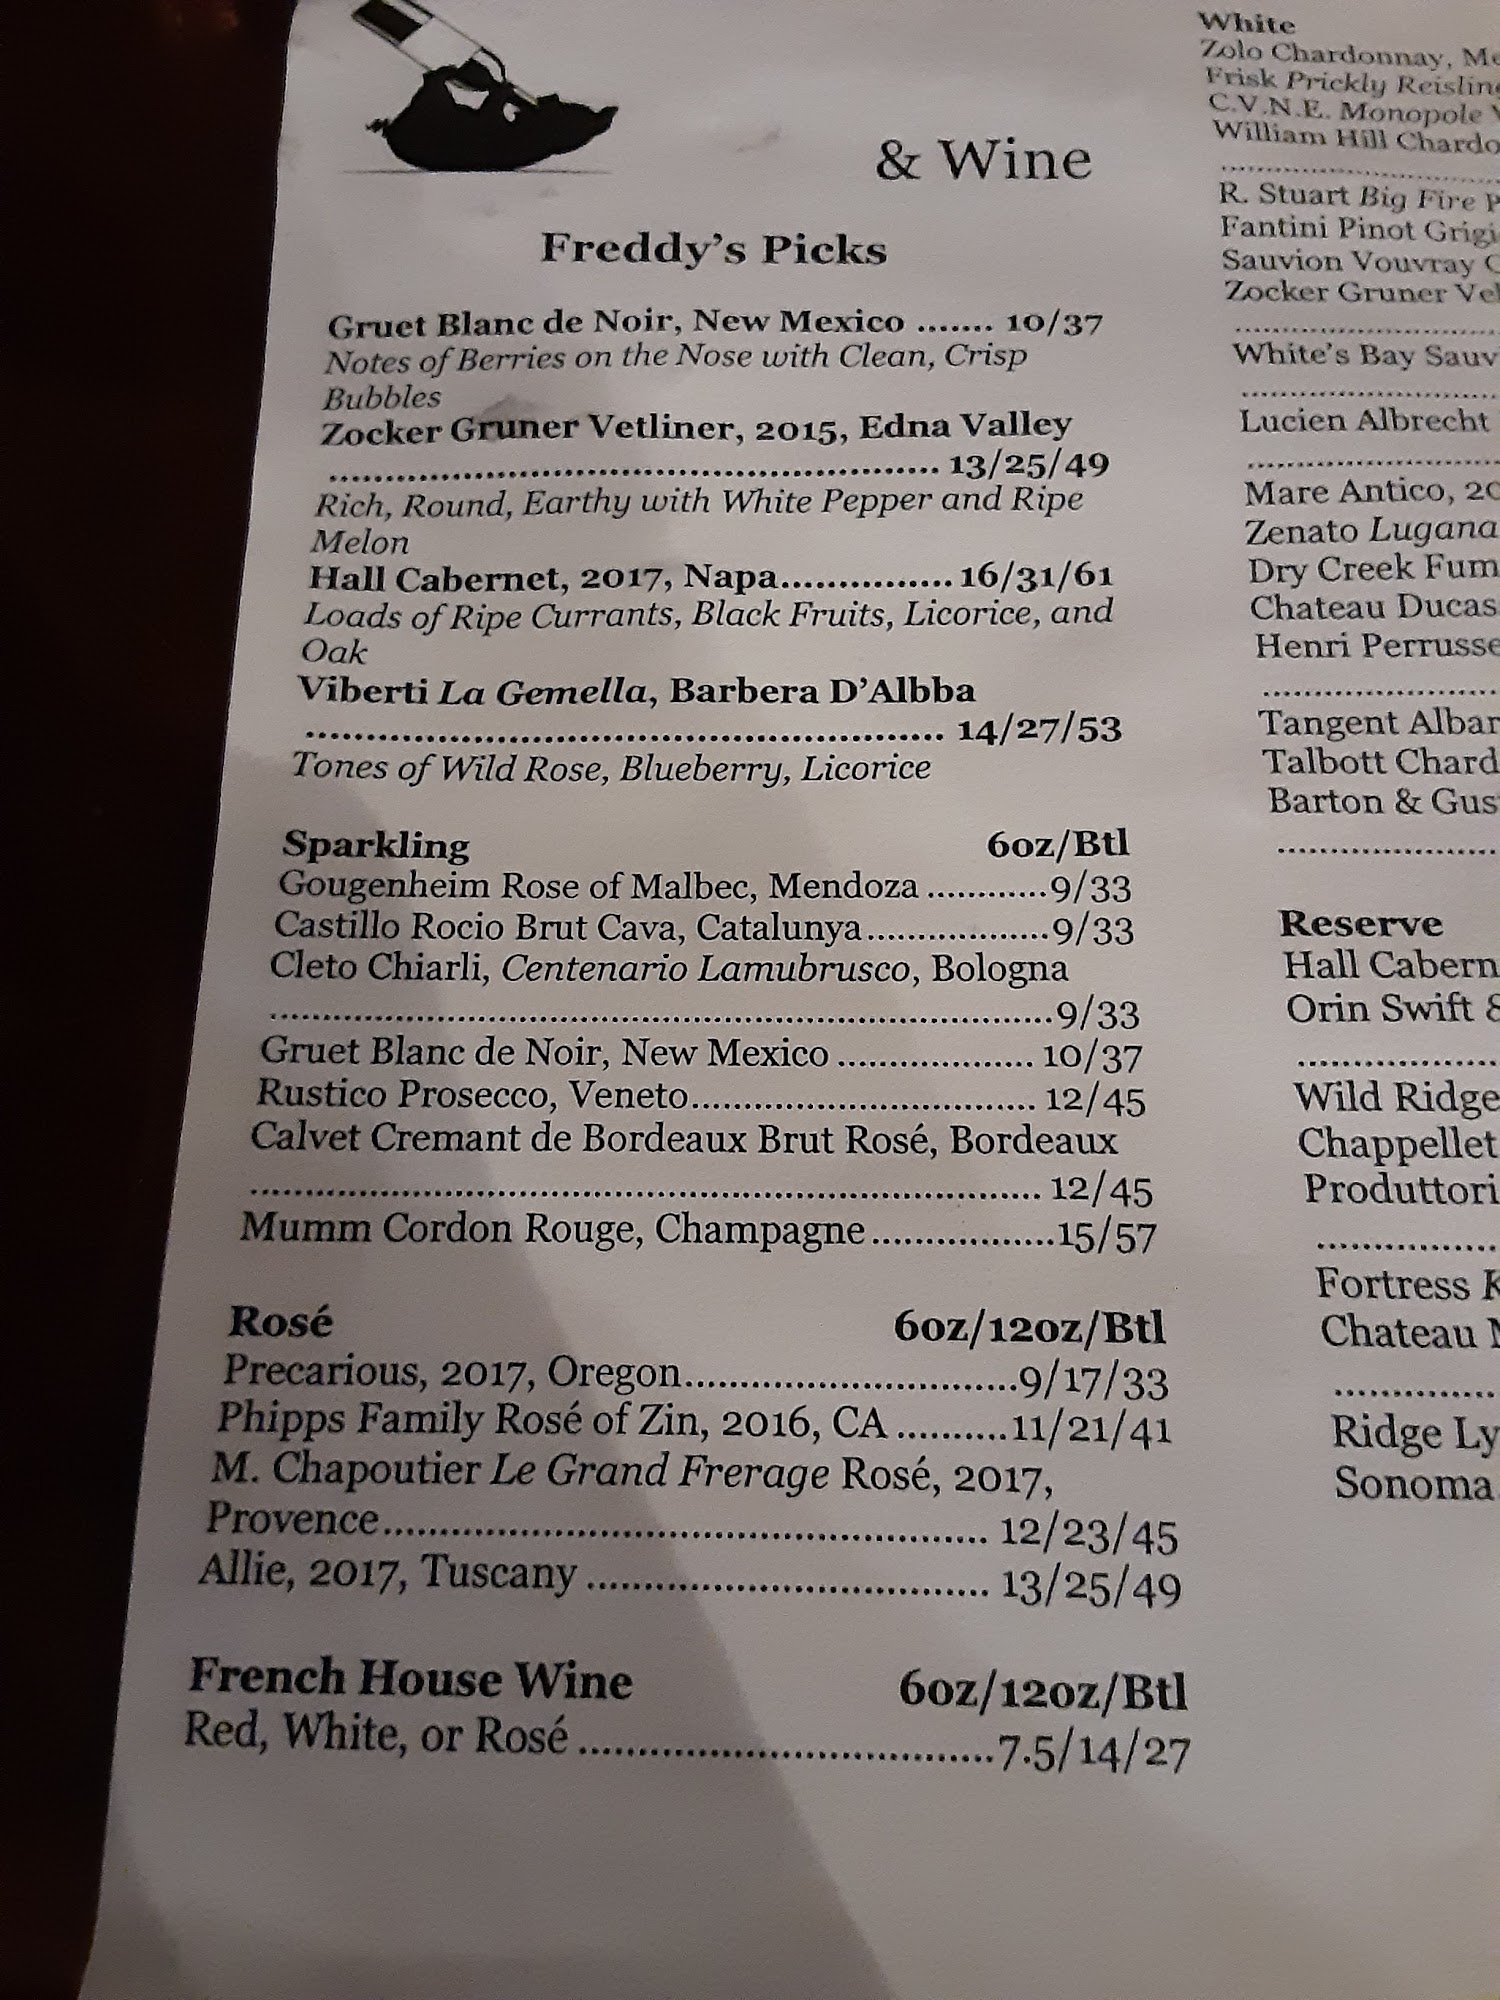 & Wine
Freddy's Picks
Gruet Blanc de Noir, New Mexico ....... 10/37
Notes of Berries on the Nose with Clean, Crisp
Bubbles
Zocker Gruner Vetliner, 2015, Edna Valley
.................................................... 13/25/49
Rich, Round, Earthy with White Pepper and Ripe
Melon
Hall Cabernet, 2017, Napa............... 16/31/61
Loads of Ripe Currants, Black Fruits, Licorice, and
Oak
Viberti La Gemella, Barbera D'Albba
...................................................... 14/27/53
Tones of Wild Rose, Blueberry, Licorice
Sparkling 6oz/Btl
Gougenheim Rose of Malbec, Mendoza ............9/33
Castillo Rocio Brut Cava, Catalunya..................9/33
Cleto Chiarli, Centenario Lamubrusco, Bologna
..........................................................................9/33
Gruet Blanc de Noir, New Mexico ................... 10/37
Rustico Prosecco, Veneto................................. 12/45
Calvet Cremant de Bordeaux Brut Rosé, Bordeaux
......................................................................... 12/45
Mumm Cordon Rouge, Champagne.................15/57
Rosé 6oz/12oz/Btl
Precarious, 2017, Oregon...............................9/17/33
Phipps Family Rosé of Zin, 2016, CA ..........11/21/41
M. Chapoutier Le Grand Frerage Rosé, 2017,
Provence...................................................... 12/23/45
Allie, 2017, Tuscany ................................... 13/25/49
French House Wine 6oz/12oz/Btl
Red, White, or Rosé ...................................7.5/14/27
White
Zolo Chardonnay,
Frisk Prickly
C.V.N.E. Monopole
William Hill
R. Stuart Big Fire
Fantini Pinot
Sauvion Vouvray
Zocker Gruner
White's Bay
Lucien Albrecht
Mare Antico,
Zenato Lugana
Dry Creek
Chateau
Henri
Tangent
Talbott
Barton &
Reserve
Hall
Orin Swift
Wild Ridge
Chappellet
Produttori
Fortress
Chateau
Ridge
Sonoma